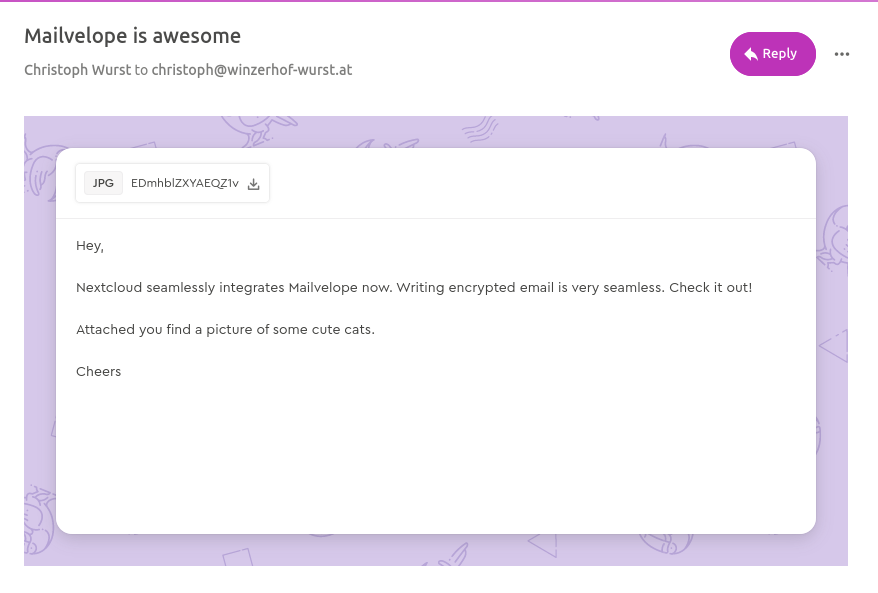 Mailvelope is awesome
Christoph Wurst to christoph@winzerhof-wurst.at
Reply
JPG EDmhblZXYAEQZ1v
Hey,
Nextcloud seamlessly integrates Mailvelope now. Writing encrypted email is very seamless. Check it out!
Attached you find a picture of some cute cats.
Cheers